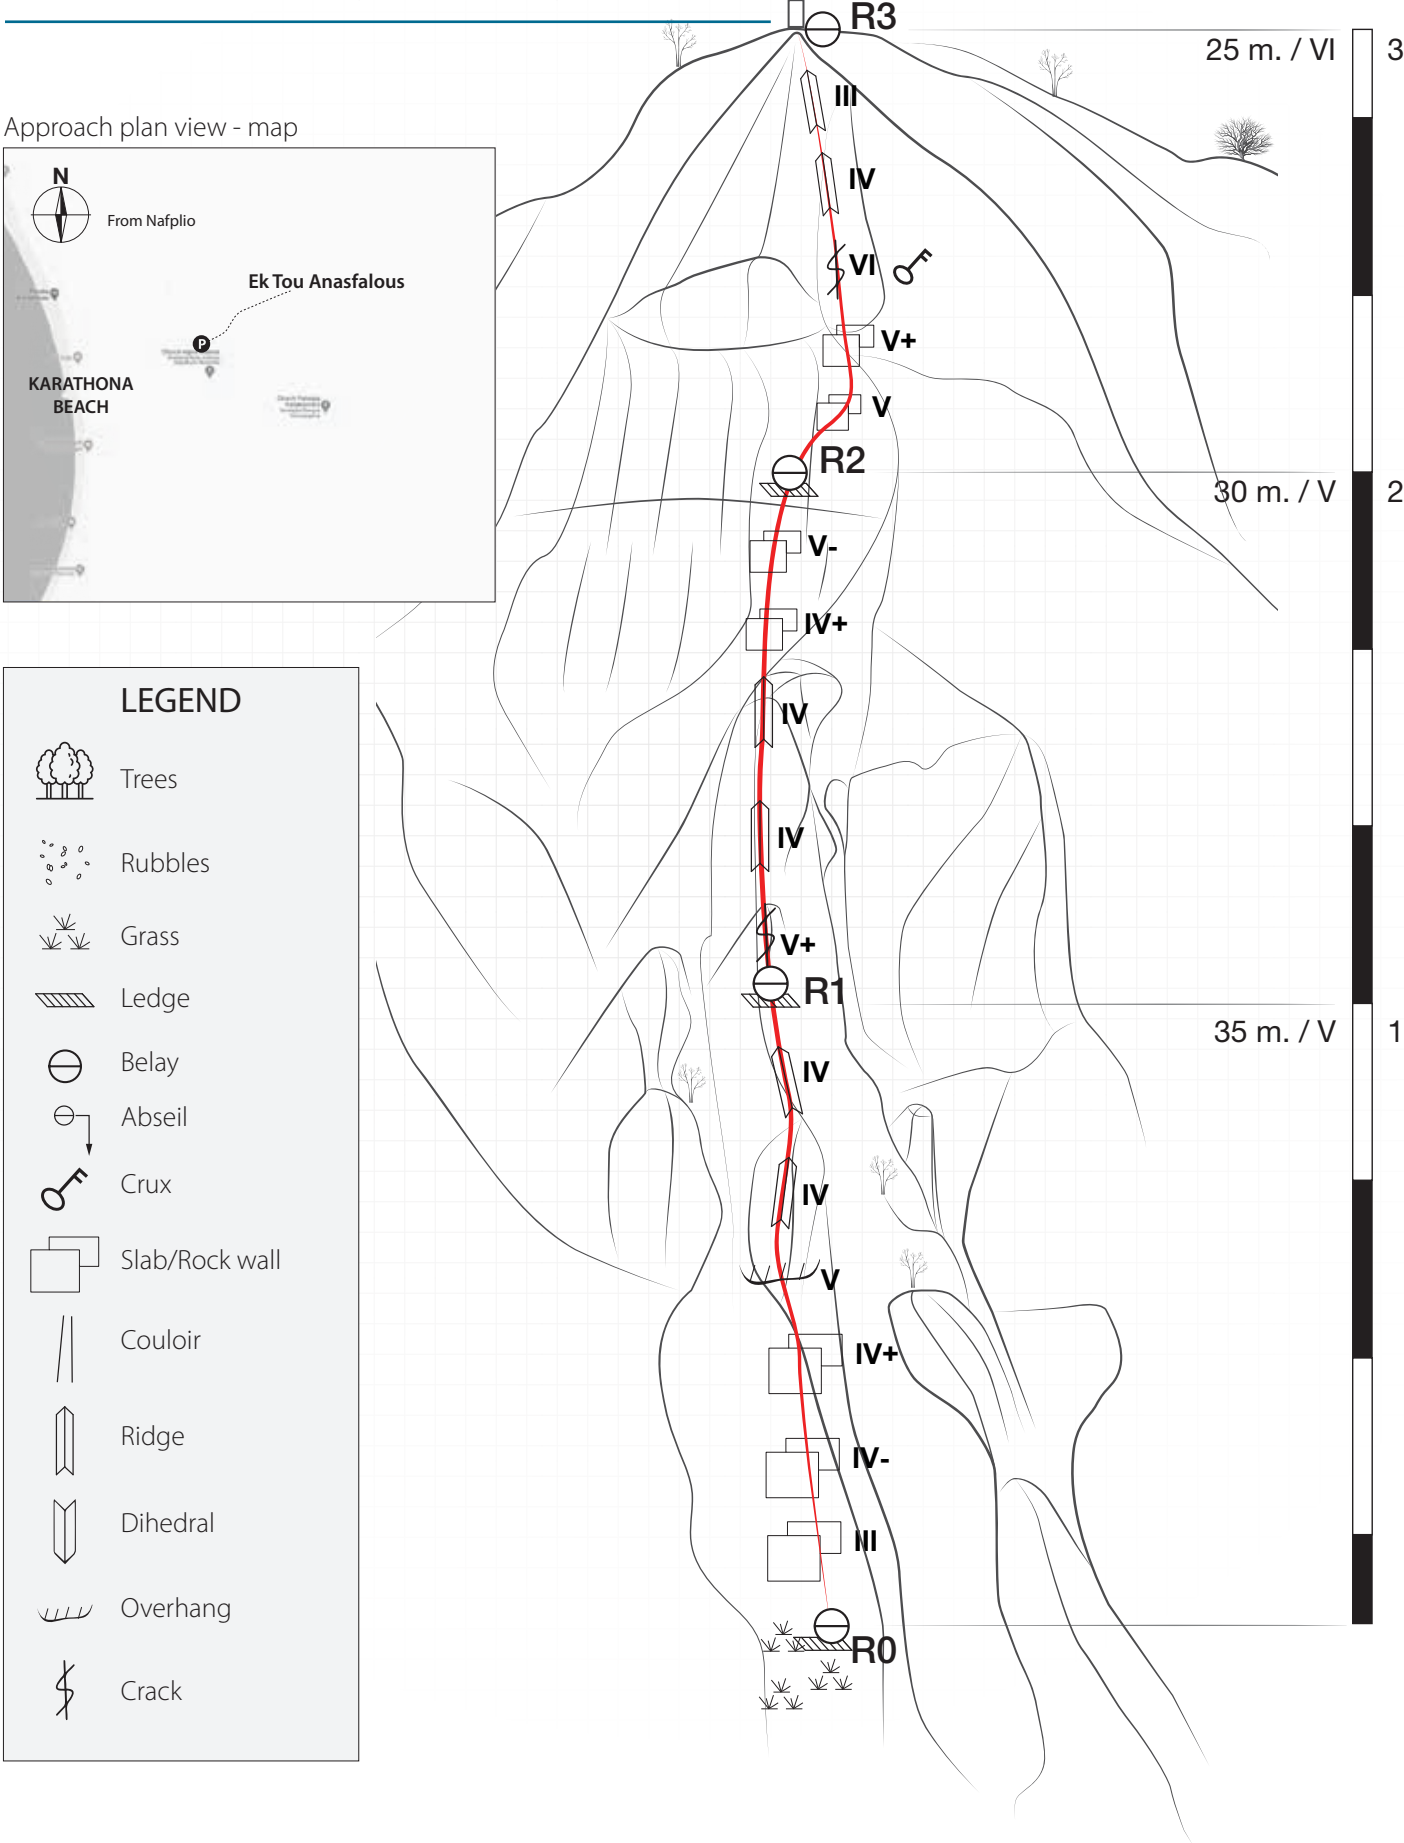 R3
25 m. / VI
3
III
Approach plan view - map
N
From Nafplio
Ek Tou Anasfalous
P
KARATHONA
BEACH
IV
VI
V+
V
R2
30 m. / V
2
V-
IV+
LEGEND
Trees
Rubbles
Grass
Ledge
Belay
Abseil
Crux
Slab/Rock wall
Couloir
Ridge
Dihedral
Overhang
Crack
IV
IV
V+
R1
35 m. / V
1
IV
IV
V
IV+
IV-
III
R0